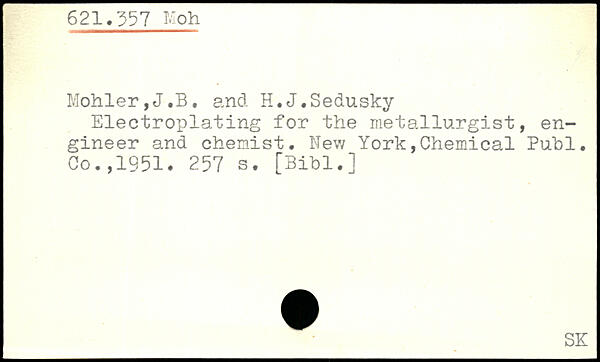 621.357 Moh
Mohler,J.B. and H.J.Sedusky
Electroplating for the metallurgist, en-
gineer and chemist. New York,Chemical Publ.
Co.,1951. 257 s. [Bibl.]
SK